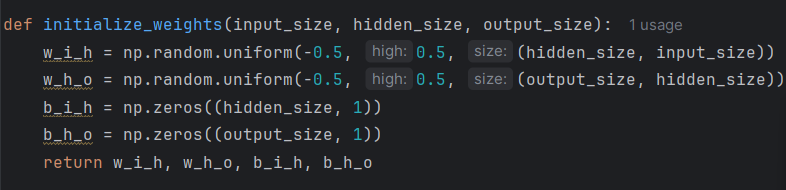 def initialize_weights(input_size, hidden_size, output_size): 1 usage
    w_i_h = np.random.uniform(-0.5, high: 0.5, size: (hidden_size, input_size))
    w_h_o = np.random.uniform(-0.5, high: 0.5, size: (output_size, hidden_size))
    b_i_h = np.zeros((hidden_size, 1))
    b_h_o = np.zeros((output_size, 1))
    return w_i_h, w_h_o, b_i_h, b_h_o